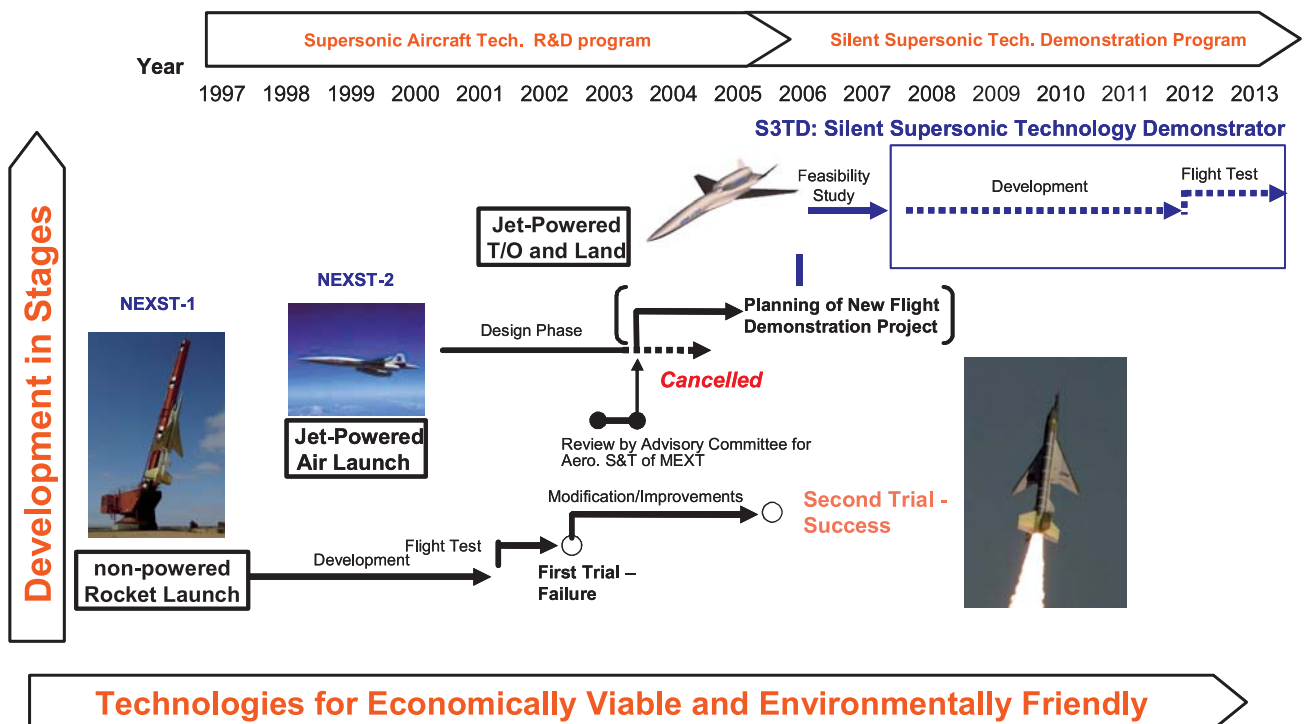 Supersonic Aircraft Tech. R&D program
Silent Supersonic Tech. Demonstration Program
Year
1997 1998 1999 2000 2001 2002 2003 2004 2005 2006 2007 2008 2009 2010 2011 2012 2013
S3TD: Silent Supersonic Technology Demonstrator
Feasibility
Study
Development
Flight Test
Jet-Powered
T/O and Land
Development in Stages
NEXST-1
NEXST-2
Design Phase
Planning of New Flight
Demonstration Project
Cancelled
Jet-Powered
Air Launch
Review by Advisory Committee for
Aero. S&T of MEXT
Modification/Improvements
Second Trial -
Success
Flight Test
Development
non-powered
Rocket Launch
First Trial –
Failure
Technologies for Economically Viable and Environmentally Friendly